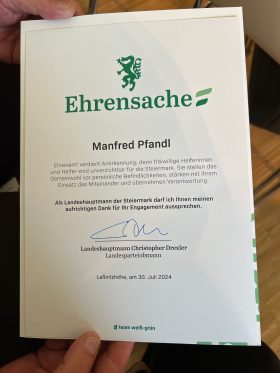 Ehrensache
Manfred Pfandl
Ehrenamt verdient Anerkennung, denn freiwillige Helferinnen
und Helfer sind unverzichtbar für die Steiermark. Sie stellen das
Gemeinwohl vor persönliche Befindlichkeiten, stärken mit ihrem
Einsatz das Miteinander und übernehmen Verantwortung.
Als Landeshauptmann der Steiermark darf ich Ihnen meinen
aufrichtigen Dank für Ihr Engagement aussprechen.
Landeshauptmann Christopher Drexler
Landesparteiobmann
Laßnitzhöhe, am 30. Juli 2024
team weiß-grün